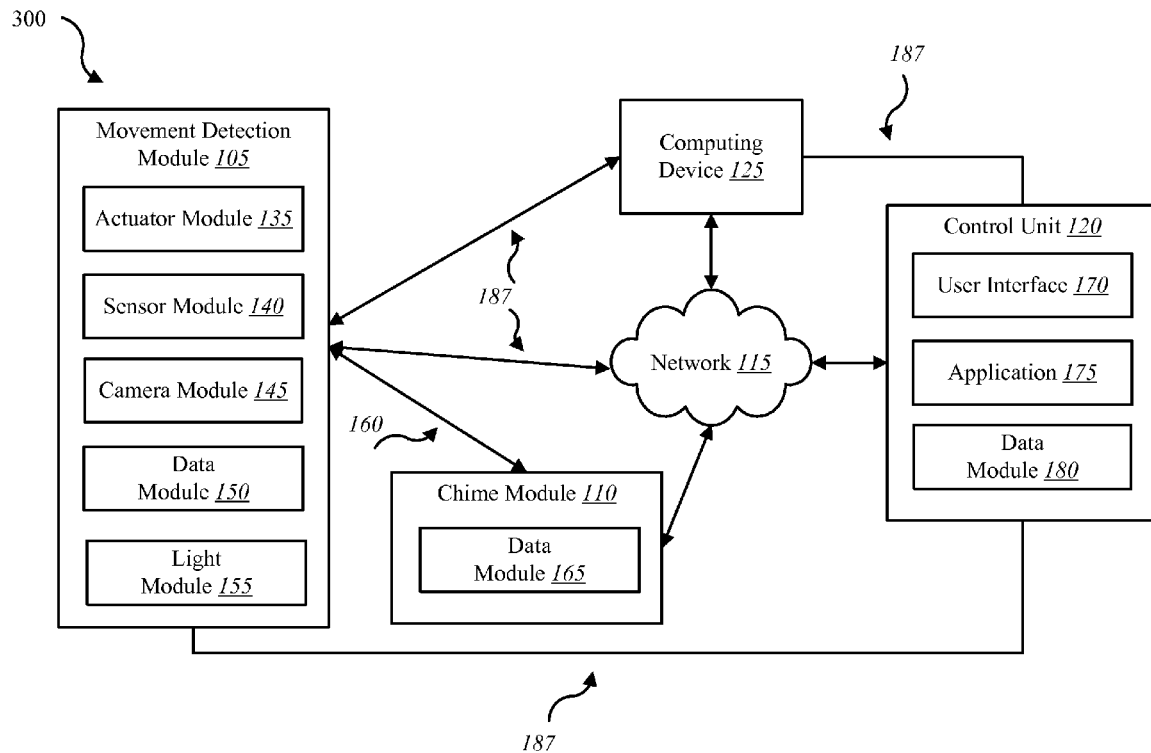 300
187
Movement Detection
Module 105
Actuator Module 135
Sensor Module 140
Camera Module 145
Data
Module 150
Light
Module 155
Computing
Device 125
187
Network 115
160
Chime Module 110
Data
Module 165
Control Unit 120
User Interface 170
Application 175
Data
Module 180
187